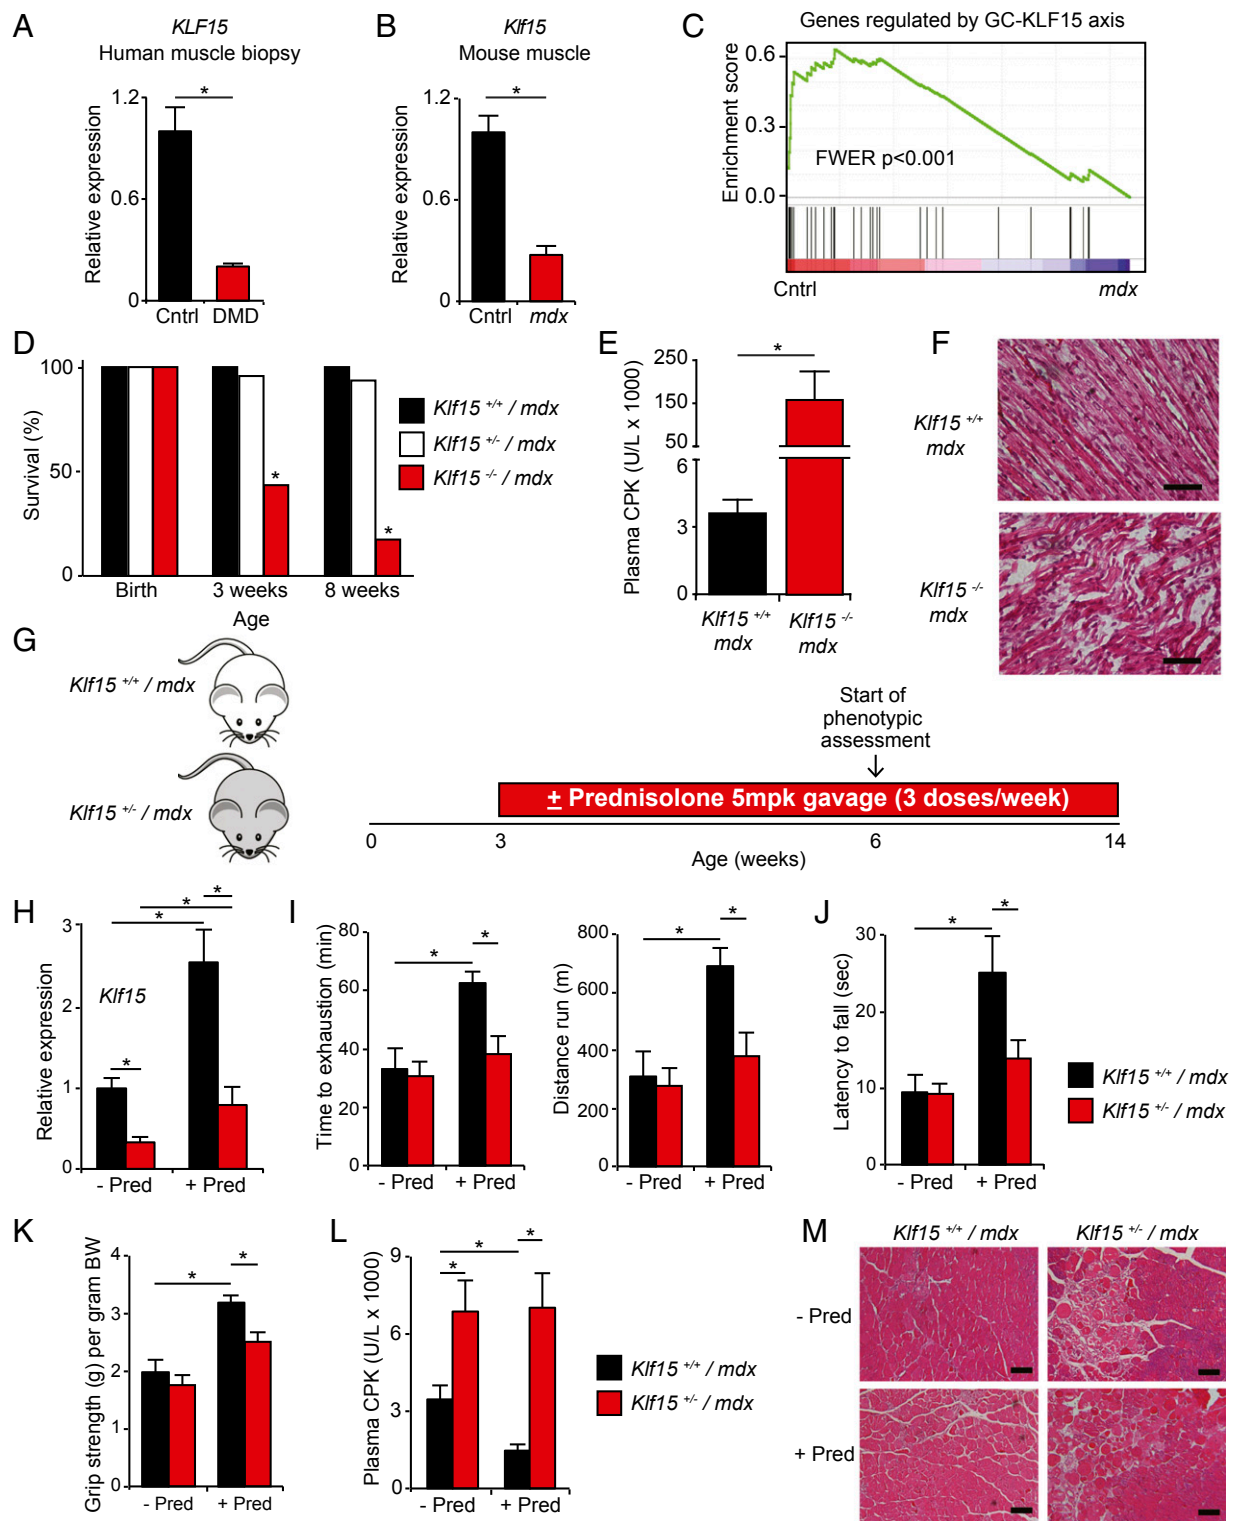 A
KLF15
Human muscle biopsy
Relative expression
1.2
0.6
0
*
Cntrl DMD
B
Klf15
Mouse muscle
Relative expression
1.2
0.6
0
*
Cntrl mdx
C
Genes regulated by GC-KLF15 axis
Enrichment score
0.6
0.3
0.0
FWER p<0.001
Cntrl mdx
D
Survival (%)
100
50
0
*
*
Birth 3 weeks 8 weeks
Age
Klf15 +/+ / mdx
Klf15 +/- / mdx
Klf15 -/- / mdx
E
Plasma CPK (U/L x 1000)
250
150
50
6
3
0
*
Klf15 +/+
mdx
Klf15 -/-
mdx
F
Klf15 +/+
mdx
Klf15 -/-
mdx
G
Klf15 +/+ / mdx
Klf15 +/- / mdx
Start of
phenotypic
assessment
± Prednisolone 5mpk gavage (3 doses/week)
0 3 6 14
Age (weeks)
H
Relative expression
3
2
1
0
Klf15
*
*
*
*
- Pred + Pred
I
Time to exhaustion (min)
80
60
40
20
0
*
*
- Pred + Pred
Distance run (m)
800
600
400
200
0
*
*
- Pred + Pred
J
Latency to fall (sec)
30
20
10
0
*
*
- Pred + Pred
Klf15 +/+ / mdx
Klf15 +/- / mdx
K
Grip strength (g) per gram BW
4
3
2
1
0
*
*
- Pred + Pred
L
Plasma CPK (U/L x 1000)
9
6
3
0
*
*
*
- Pred + Pred
Klf15 +/+ / mdx
Klf15 +/- / mdx
M
Klf15 +/+ / mdx Klf15 +/- / mdx
- Pred
+ Pred